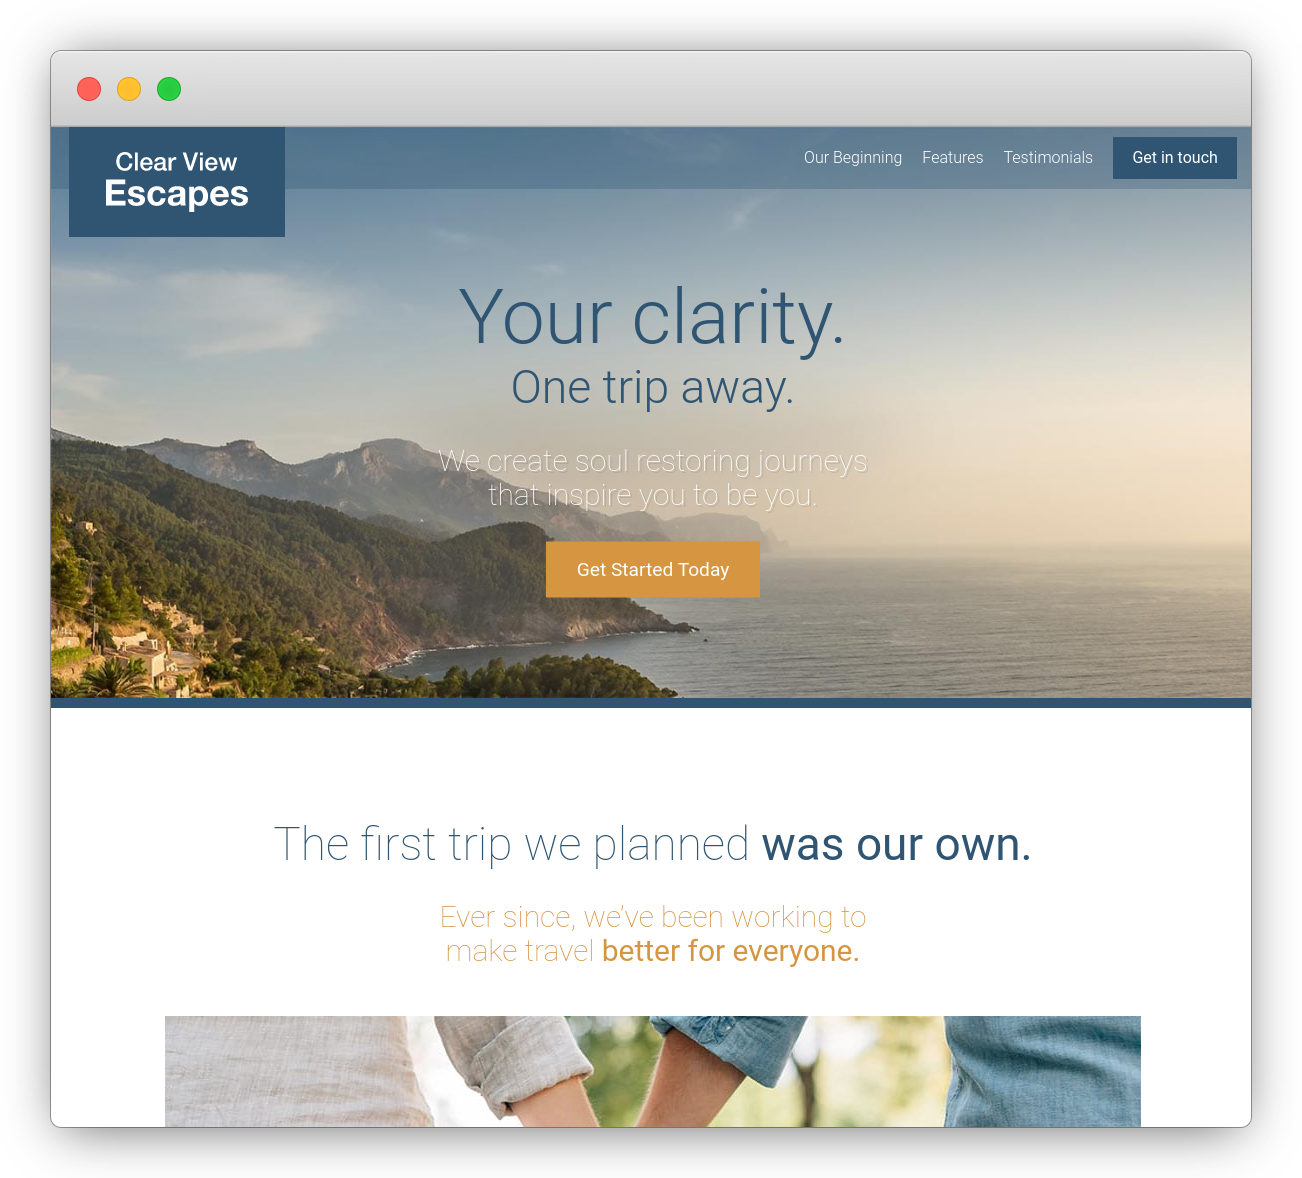 Clear View
Escapes
Our Beginning
Features
Testimonials
Get in touch
Your clarity.
One trip away.
We create soul restoring journeys
that inspire you to be you.
Get Started Today
The first trip we planned was our own.
Ever since, we’ve been working to
make travel better for everyone.